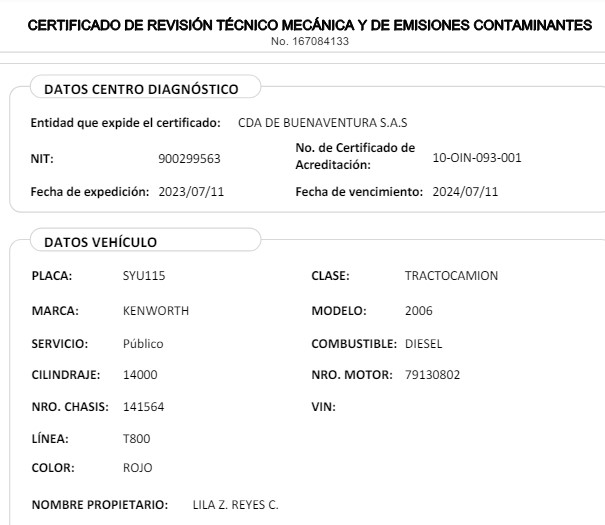 CERTIFICADO DE REVISIÓN TÉCNICO MECÁNICA Y DE EMISIONES CONTAMINANTES
No. 167084133
DATOS CENTRO DIAGNÓSTICO
Entidad que expide el certificado: CDA DE BUENAVENTURA S.A.S
NIT: 900299563 No. de Certificado de Acreditación: 10-OIN-093-001
Fecha de expedición: 2023/07/11 Fecha de vencimiento: 2024/07/11
DATOS VEHÍCULO
PLACA: SYU115 CLASE: TRACTOCAMION
MARCA: KENWORTH MODELO: 2006
SERVICIO: Público COMBUSTIBLE: DIESEL
CILINDRAJE: 14000 NRO. MOTOR: 79130802
NRO. CHASIS: 141564 VIN:
LÍNEA: T800
COLOR: ROJO
NOMBRE PROPIETARIO: LILA Z. REYES C.